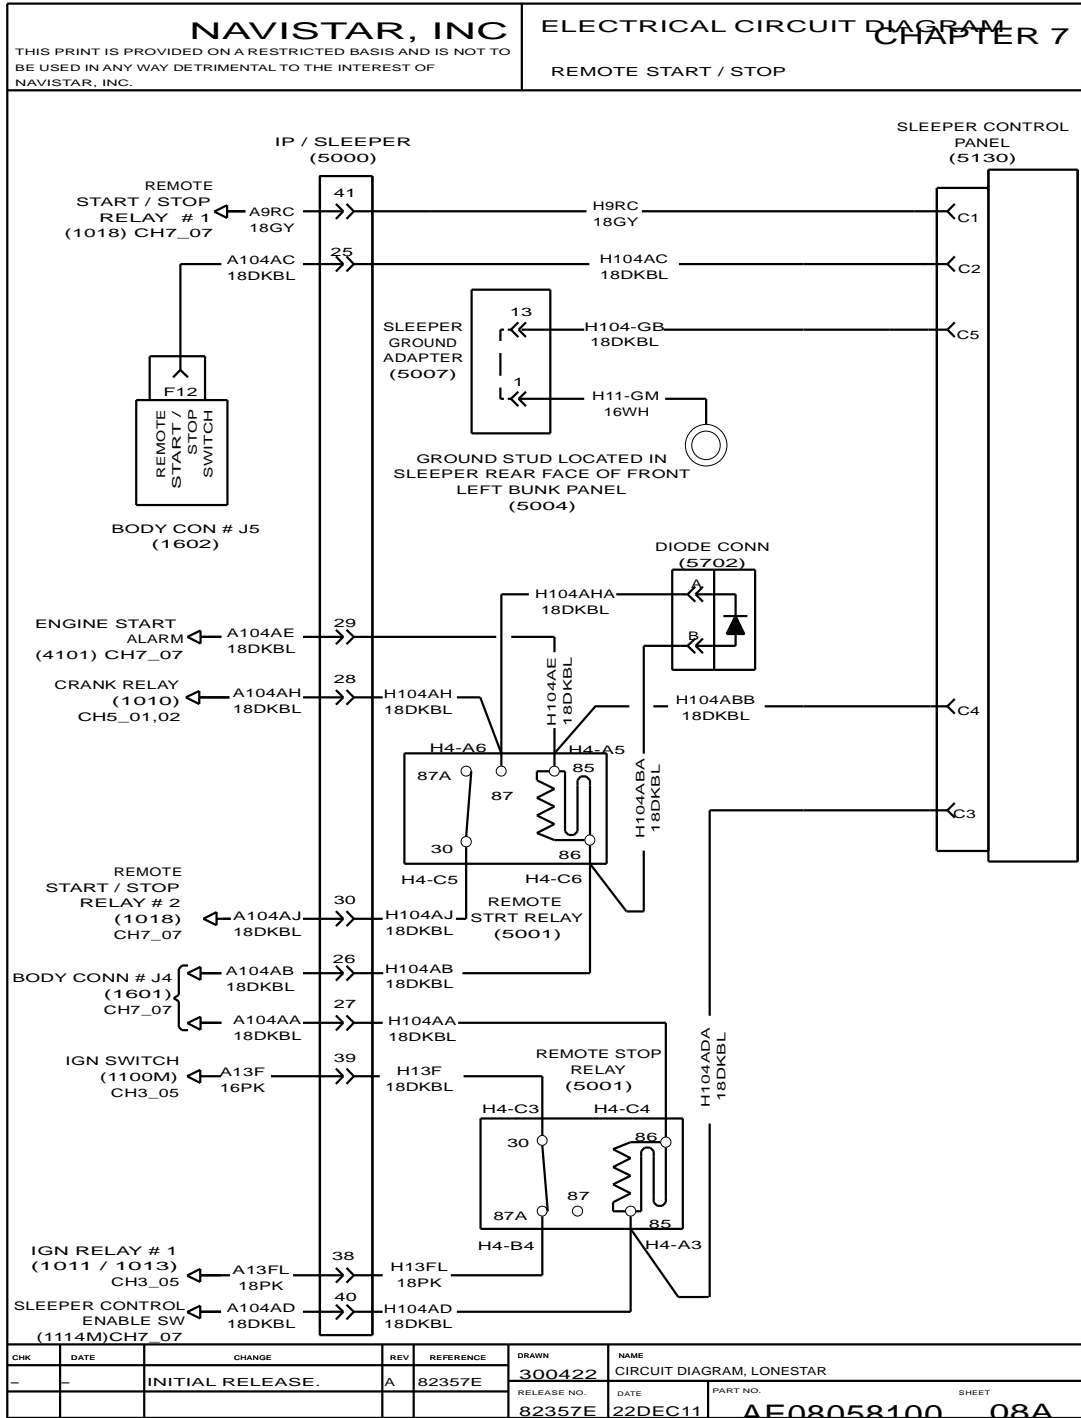 NAVISTAR, INC
THIS PRINT IS PROVIDED ON A RESTRICTED BASIS AND IS NOT TO
BE USED IN ANY WAY DETRIMENTAL TO THE INTEREST OF
NAVISTAR, INC.
ELECTRICAL CIRCUIT DIAGRAM
CHAPTER 7
REMOTE START / STOP
IP / SLEEPER
(5000)
SLEEPER CONTROL
PANEL
(5130)
REMOTE
START / STOP
RELAY # 1
(1018) CH7_07
A9RC
18GY
41
H9RC
18GY
C1
A104AC
18DKBL
25
H104AC
18DKBL
C2
SLEEPER
GROUND
ADAPTER
(5007)
13
H104-GB
18DKBL
C5
1
H11-GM
16WH
F12
REMOTE
START /
STOP
SWITCH
BODY CON # J5
(1602)
GROUND STUD LOCATED IN
SLEEPER REAR FACE OF FRONT
LEFT BUNK PANEL
(5004)
DIODE CONN
(5702)
A
B
H104AHA
18DKBL
ENGINE START
ALARM
(4101) CH7_07
A104AE
18DKBL
29
H104AE
18DKBL
CRANK RELAY
(1010)
CH5_01,02
A104AH
18DKBL
28
H104AH
18DKBL
H104ABB
18DKBL
C4
H4-A6
H4-A5
87A
87
85
30
86
H104ABA
18DKBL
C3
H4-C5
H4-C6
REMOTE
STRT RELAY
(5001)
REMOTE
START / STOP
RELAY # 2
(1018)
CH7_07
A104AJ
18DKBL
30
H104AJ
18DKBL
BODY CONN # J4
(1601)
CH7_07
A104AB
18DKBL
26
H104AB
18DKBL
A104AA
18DKBL
27
H104AA
18DKBL
IGN SWITCH
(1100M)
CH3_05
A13F
16PK
39
H13F
18DKBL
REMOTE STOP
RELAY
(5001)
H104ADA
18DKBL
H4-C3
H4-C4
30
86
87
87A
85
H4-B4
H4-A3
IGN RELAY # 1
(1011 / 1013)
CH3_05
A13FL
18PK
38
H13FL
18PK
SLEEPER CONTROL
ENABLE SW
(1114M)CH7_07
A104AD
18DKBL
40
H104AD
18DKBL
CHK DATE CHANGE REV REFERENCE
– – INITIAL RELEASE. A 82357E
DRAWN
300422
NAME
CIRCUIT DIAGRAM, LONESTAR
RELEASE NO.
82357E
DATE
22DEC11
PART NO.
AE08058100
SHEET
08A